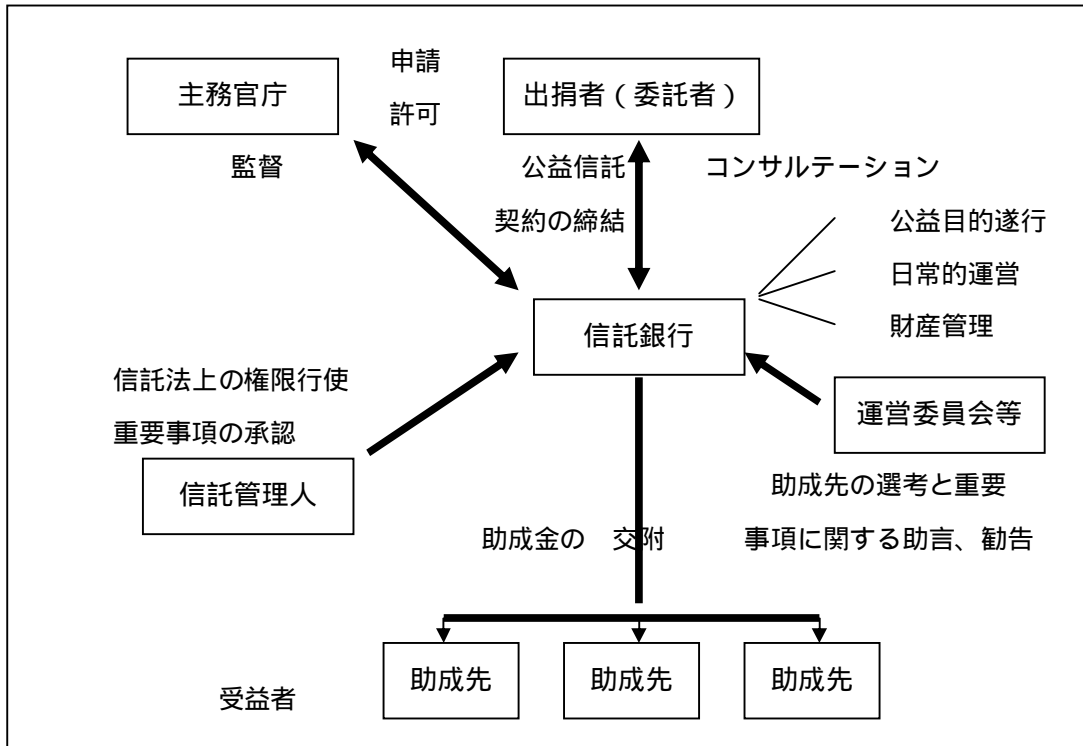 申請
主務官庁
出捐者(委託者)
許可
監督
公益信託
コンサルテーション
契約の締結
公益目的遂行
日常的運営
財産管理
信託銀行
信託法上の権限行使
重要事項の承認
運営委員会等
信託管理人
助成先の選考と重要
事項に関する助言、勧告
助成金の 交附
助成先
助成先
助成先
受益者